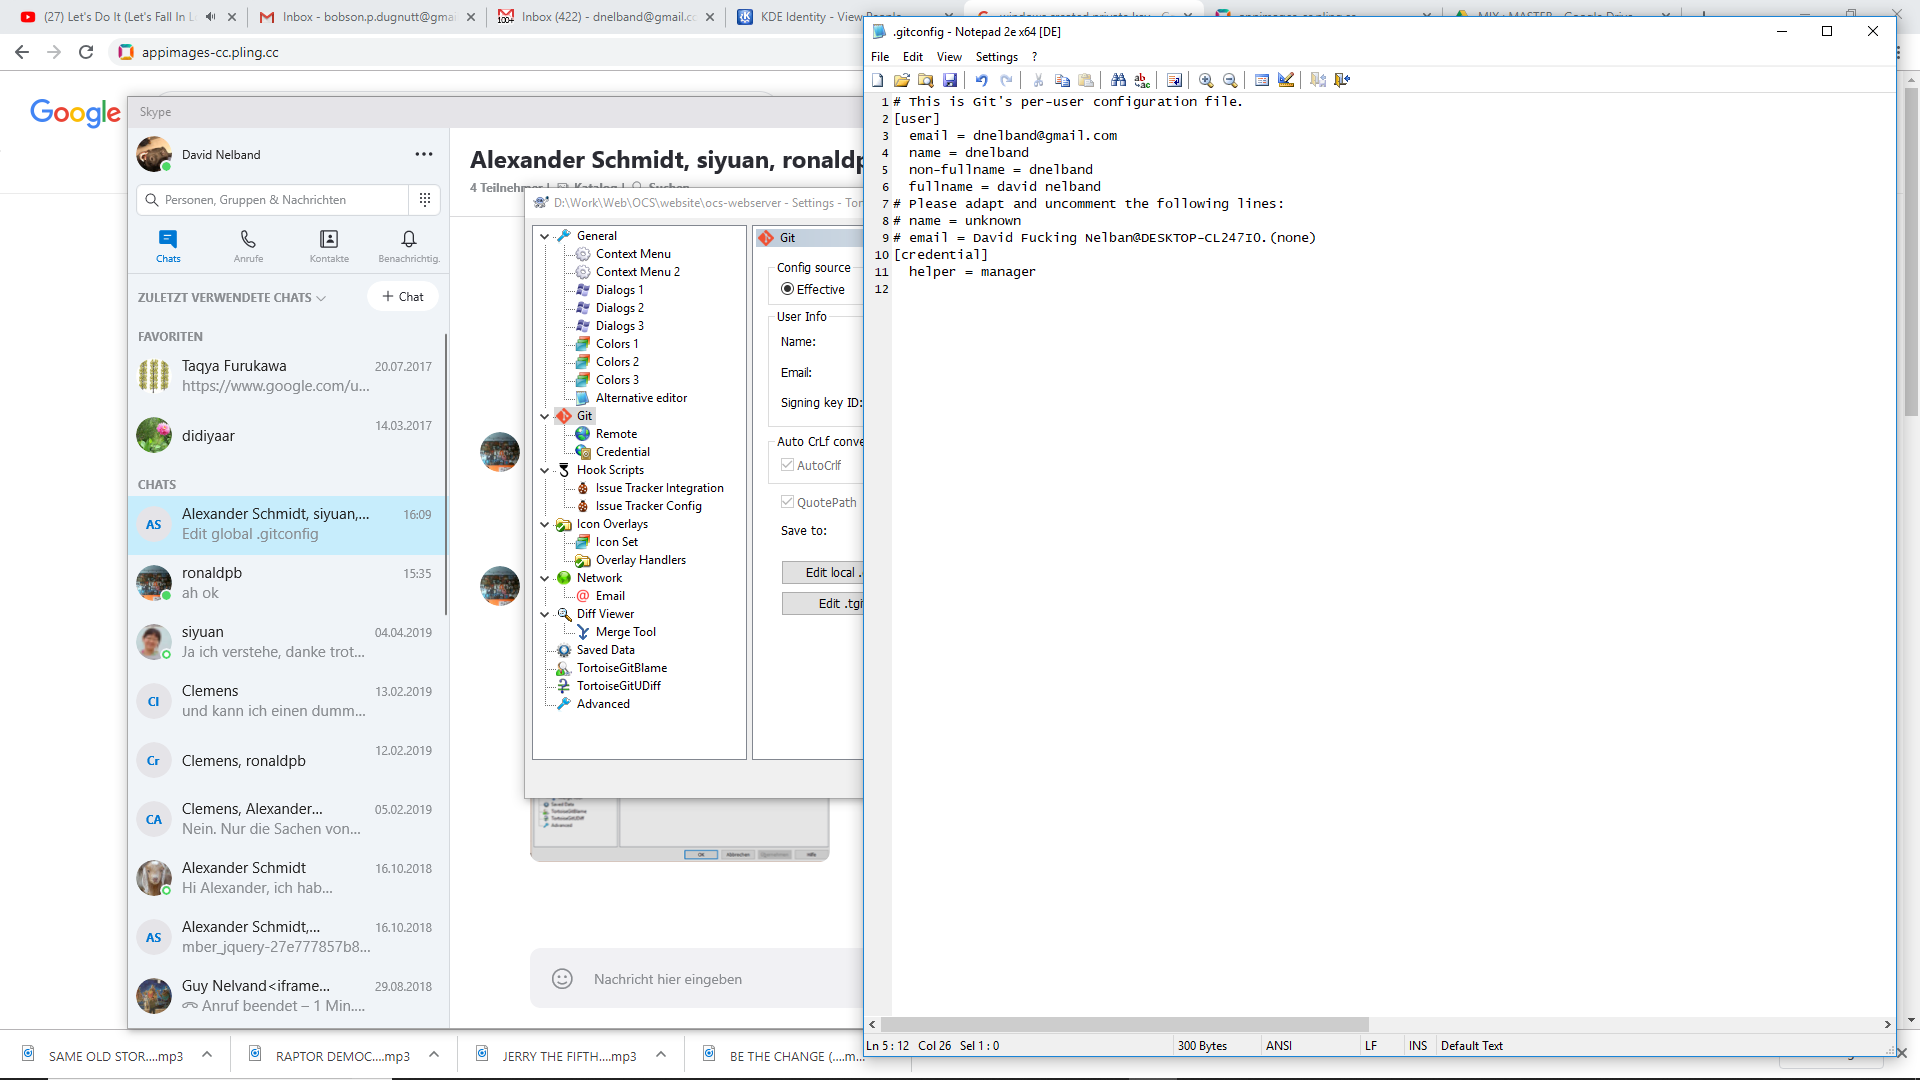 (27) Let's Do It (Let's Fall In L
Inbox - bobson.p.dugnutt@gmai
Inbox (422) - dnelband@gmail.co
KDE Identity - View People
appimages-cc.pling.cc
Google
Skype
David Nelband
Personen, Gruppen & Nachrichten
Chats
Anrufe
Kontakte
Benachrichtig.
ZULETZT VERWENDETE CHATS
+ Chat
FAVORITEN
Taqya Furukawa
20.07.2017
https://www.google.com/u...
didiyaar
14.03.2017
CHATS
AS
Alexander Schmidt, siyuan,...
16:09
Edit global .gitconfig
ronaldpb
15:35
ah ok
siyuan
04.04.2019
Ja ich verstehe, danke trot...
CI
Clemens
13.02.2019
und kann ich einen dumm...
Cr
Clemens, ronaldpb
12.02.2019
CA
Clemens, Alexander...
05.02.2019
Nein. Nur die Sachen von...
Alexander Schmidt
16.10.2018
Hi Alexander, ich hab...
AS
Alexander Schmidt,...
16.10.2018
mber_jquery-27e777857b8...
Guy Nelvand<iframe...
29.08.2018
Anruf beendet – 1 Min....
Alexander Schmidt, siyuan, ronaldp
4 Teilnehmer | Katalog | Suchen
Nachricht hier eingeben
D:\Work\Web\OCS\website\ocs-webserver - Settings - Tor
General
Context Menu
Context Menu 2
Dialogs 1
Dialogs 2
Dialogs 3
Colors 1
Colors 2
Colors 3
Alternative editor
Git
Remote
Credential
Hook Scripts
Issue Tracker Integration
Issue Tracker Config
Icon Overlays
Icon Set
Overlay Handlers
Network
Email
Diff Viewer
Merge Tool
Saved Data
TortoiseGitBlame
TortoiseGitUDiff
Advanced
Git
Config source
Effective
User Info
Name:
Email:
Signing key ID:
Auto CrLf conve
AutoCrlf
QuotePath
Save to:
Edit local .
Edit .tgi
.gitconfig - Notepad 2e x64 [DE]
File Edit View Settings ?
1 # This is Git's per-user configuration file.
2 [user]
3 email = dnelband@gmail.com
4 name = dnelband
5 non-fullname = dnelband
6 fullname = david nelband
7 # Please adapt and uncomment the following lines:
8 # name = unknown
9 # email = David Fucking Nelban@DESKTOP-CL247IO.(none)
10 [credential]
11 helper = manager
12
Ln 5 : 12 Col 26 Sel 1 : 0
300 Bytes
ANSI
LF
INS
Default Text
SAME OLD STOR....mp3
RAPTOR DEMOC....mp3
JERRY THE FIFTH....mp3
BE THE CHANGE (....m...